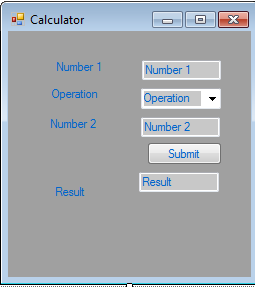 Calculator
Number 1 Number 1
Operation Operation
Number 2 Number 2
Submit
Result Result